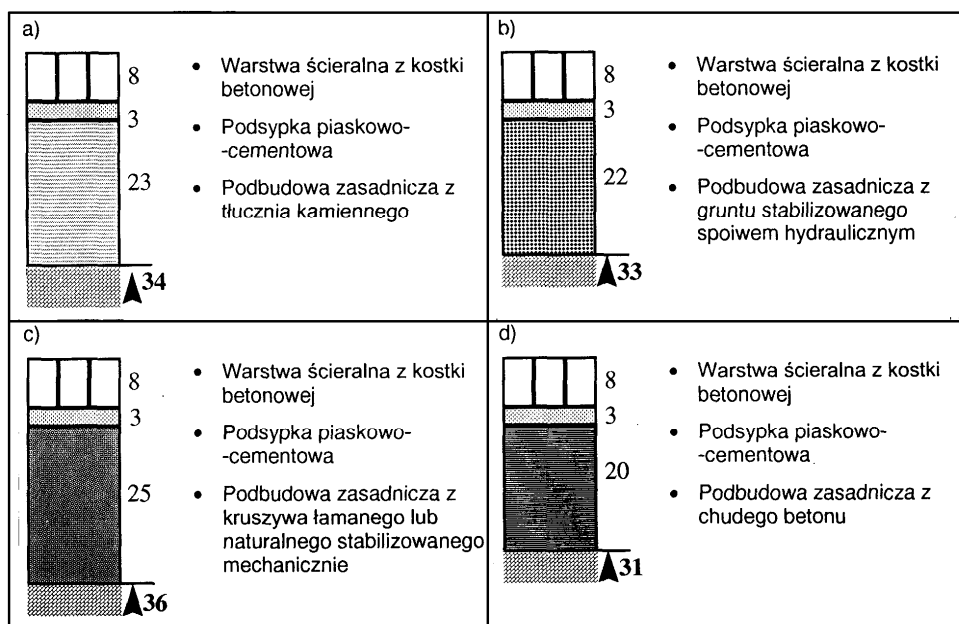 a)
8
3
23
34
• Warstwa ścieralna z kostki
betonowej
• Podsypka piaskowo-
-cementowa
• Podbudowa zasadnicza z
tłucznia kamiennego
b)
8
3
22
33
• Warstwa ścieralna z kostki
betonowej
• Podsypka piaskowo-
-cementowa
• Podbudowa zasadnicza z
gruntu stabilizowanego
spoiwem hydraulicznym
c)
8
3
25
36
• Warstwa ścieralna z kostki
betonowej
• Podsypka piaskowo-
-cementowa
• Podbudowa zasadnicza z
kruszywa łamanego lub
naturalnego stabilizowanego
mechanicznie
d)
8
3
20
31
• Warstwa ścieralna z kostki
betonowej
• Podsypka piaskowo-
-cementowa
• Podbudowa zasadnicza z
chudego betonu